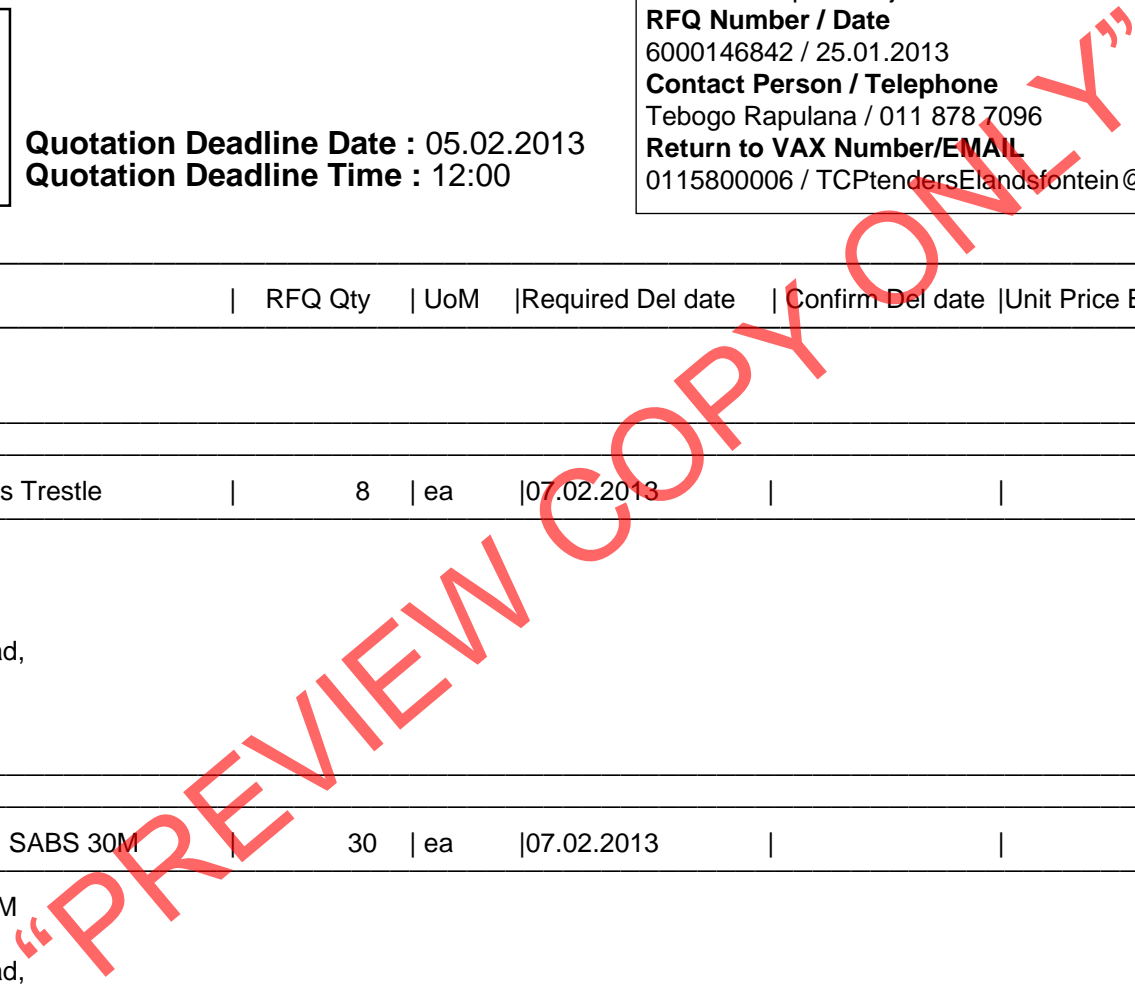 RFQ Number / Date
6000146842 / 25.01.2013
Contact Person / Telephone
Tebogo Rapulana / 011 878 7096
Return to VAX Number/EMAIL
0115800006 / TCPtendersElandsfontein@
Quotation Deadline Date : 05.02.2013
Quotation Deadline Time : 12:00
| RFQ Qty | UoM |Required Del date | Confirm Del date |Unit Price E
s Trestle | 8 | ea |07.02.2013 | |
d,
SABS 30M | 30 | ea |07.02.2013 | |
M
d,
“PREVIEW COPY ONLY”